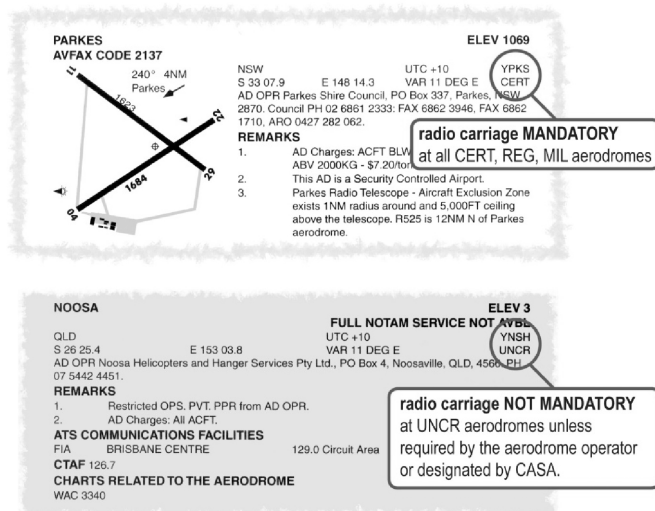 PARKES
ELEV 1069
AVFAX CODE 2137
NSW
UTC +10
YPKS
S 33 07.9
E 148 14.3
VAR 11 DEG E
CERT
AD OPR Parkes Shire Council, PO Box 337, Parkes, NSW
2870. Council PH 02 6861 2333: FAX 6862 3946, FAX 6862
1710, ARO 0427 282 062.
REMARKS
1. AD Charges: ACFT BLW
ABV 2000KG - $7.20/ton
2. This AD is a Security Controlled Airport.
3. Parkes Radio Telescope - Aircraft Exclusion Zone
exists 1NM radius around and 5,000FT ceiling
above the telescope. R525 is 12NM N of Parkes
aerodrome.
11
240° 4NM
Parkes
1623
22
1684
29
04
radio carriage MANDATORY
at all CERT, REG, MIL aerodromes
NOOSA
ELEV 3
FULL NOTAM SERVICE NOT AVBL
QLD
UTC +10
YNSH
S 26 25.4
E 153 03.8
VAR 11 DEG E
UNCR
AD OPR Noosa Helicopters and Hanger Services Pty Ltd., PO Box 4, Noosaville, QLD, 4566. PH
07 5442 4451.
REMARKS
1. Restricted OPS. PVT. PPR from AD OPR.
2. AD Charges: All ACFT.
ATS COMMUNICATIONS FACILITIES
FIA BRISBANE CENTRE 129.0 Circuit Area
CTAF 126.7
CHARTS RELATED TO THE AERODROME
WAC 3340
radio carriage NOT MANDATORY
at UNCR aerodromes unless
required by the aerodrome operator
or designated by CASA.